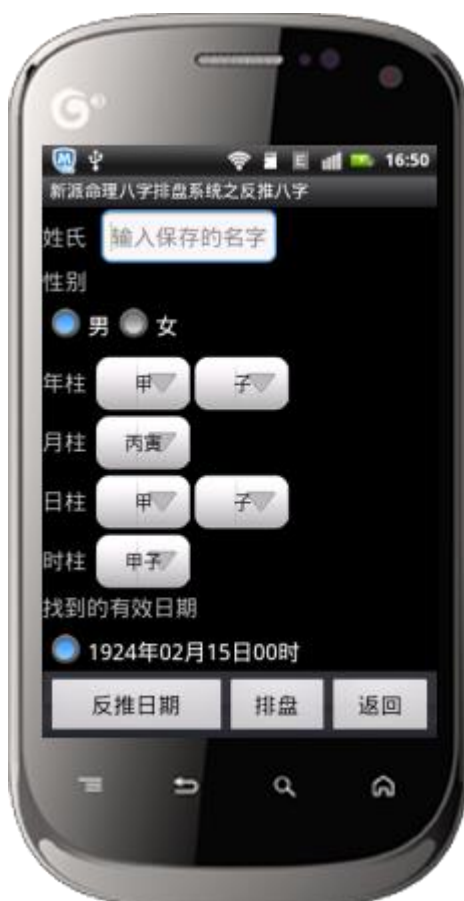 G3
16:50
新派命理八字排盘系统之反推八字
姓氏 输入保存的名字
性别
男 女
年柱 甲 子
月柱 丙寅
日柱 甲 子
时柱 甲子
找到的有效日期
1924年02月15日00时
反推日期 排盘 返回